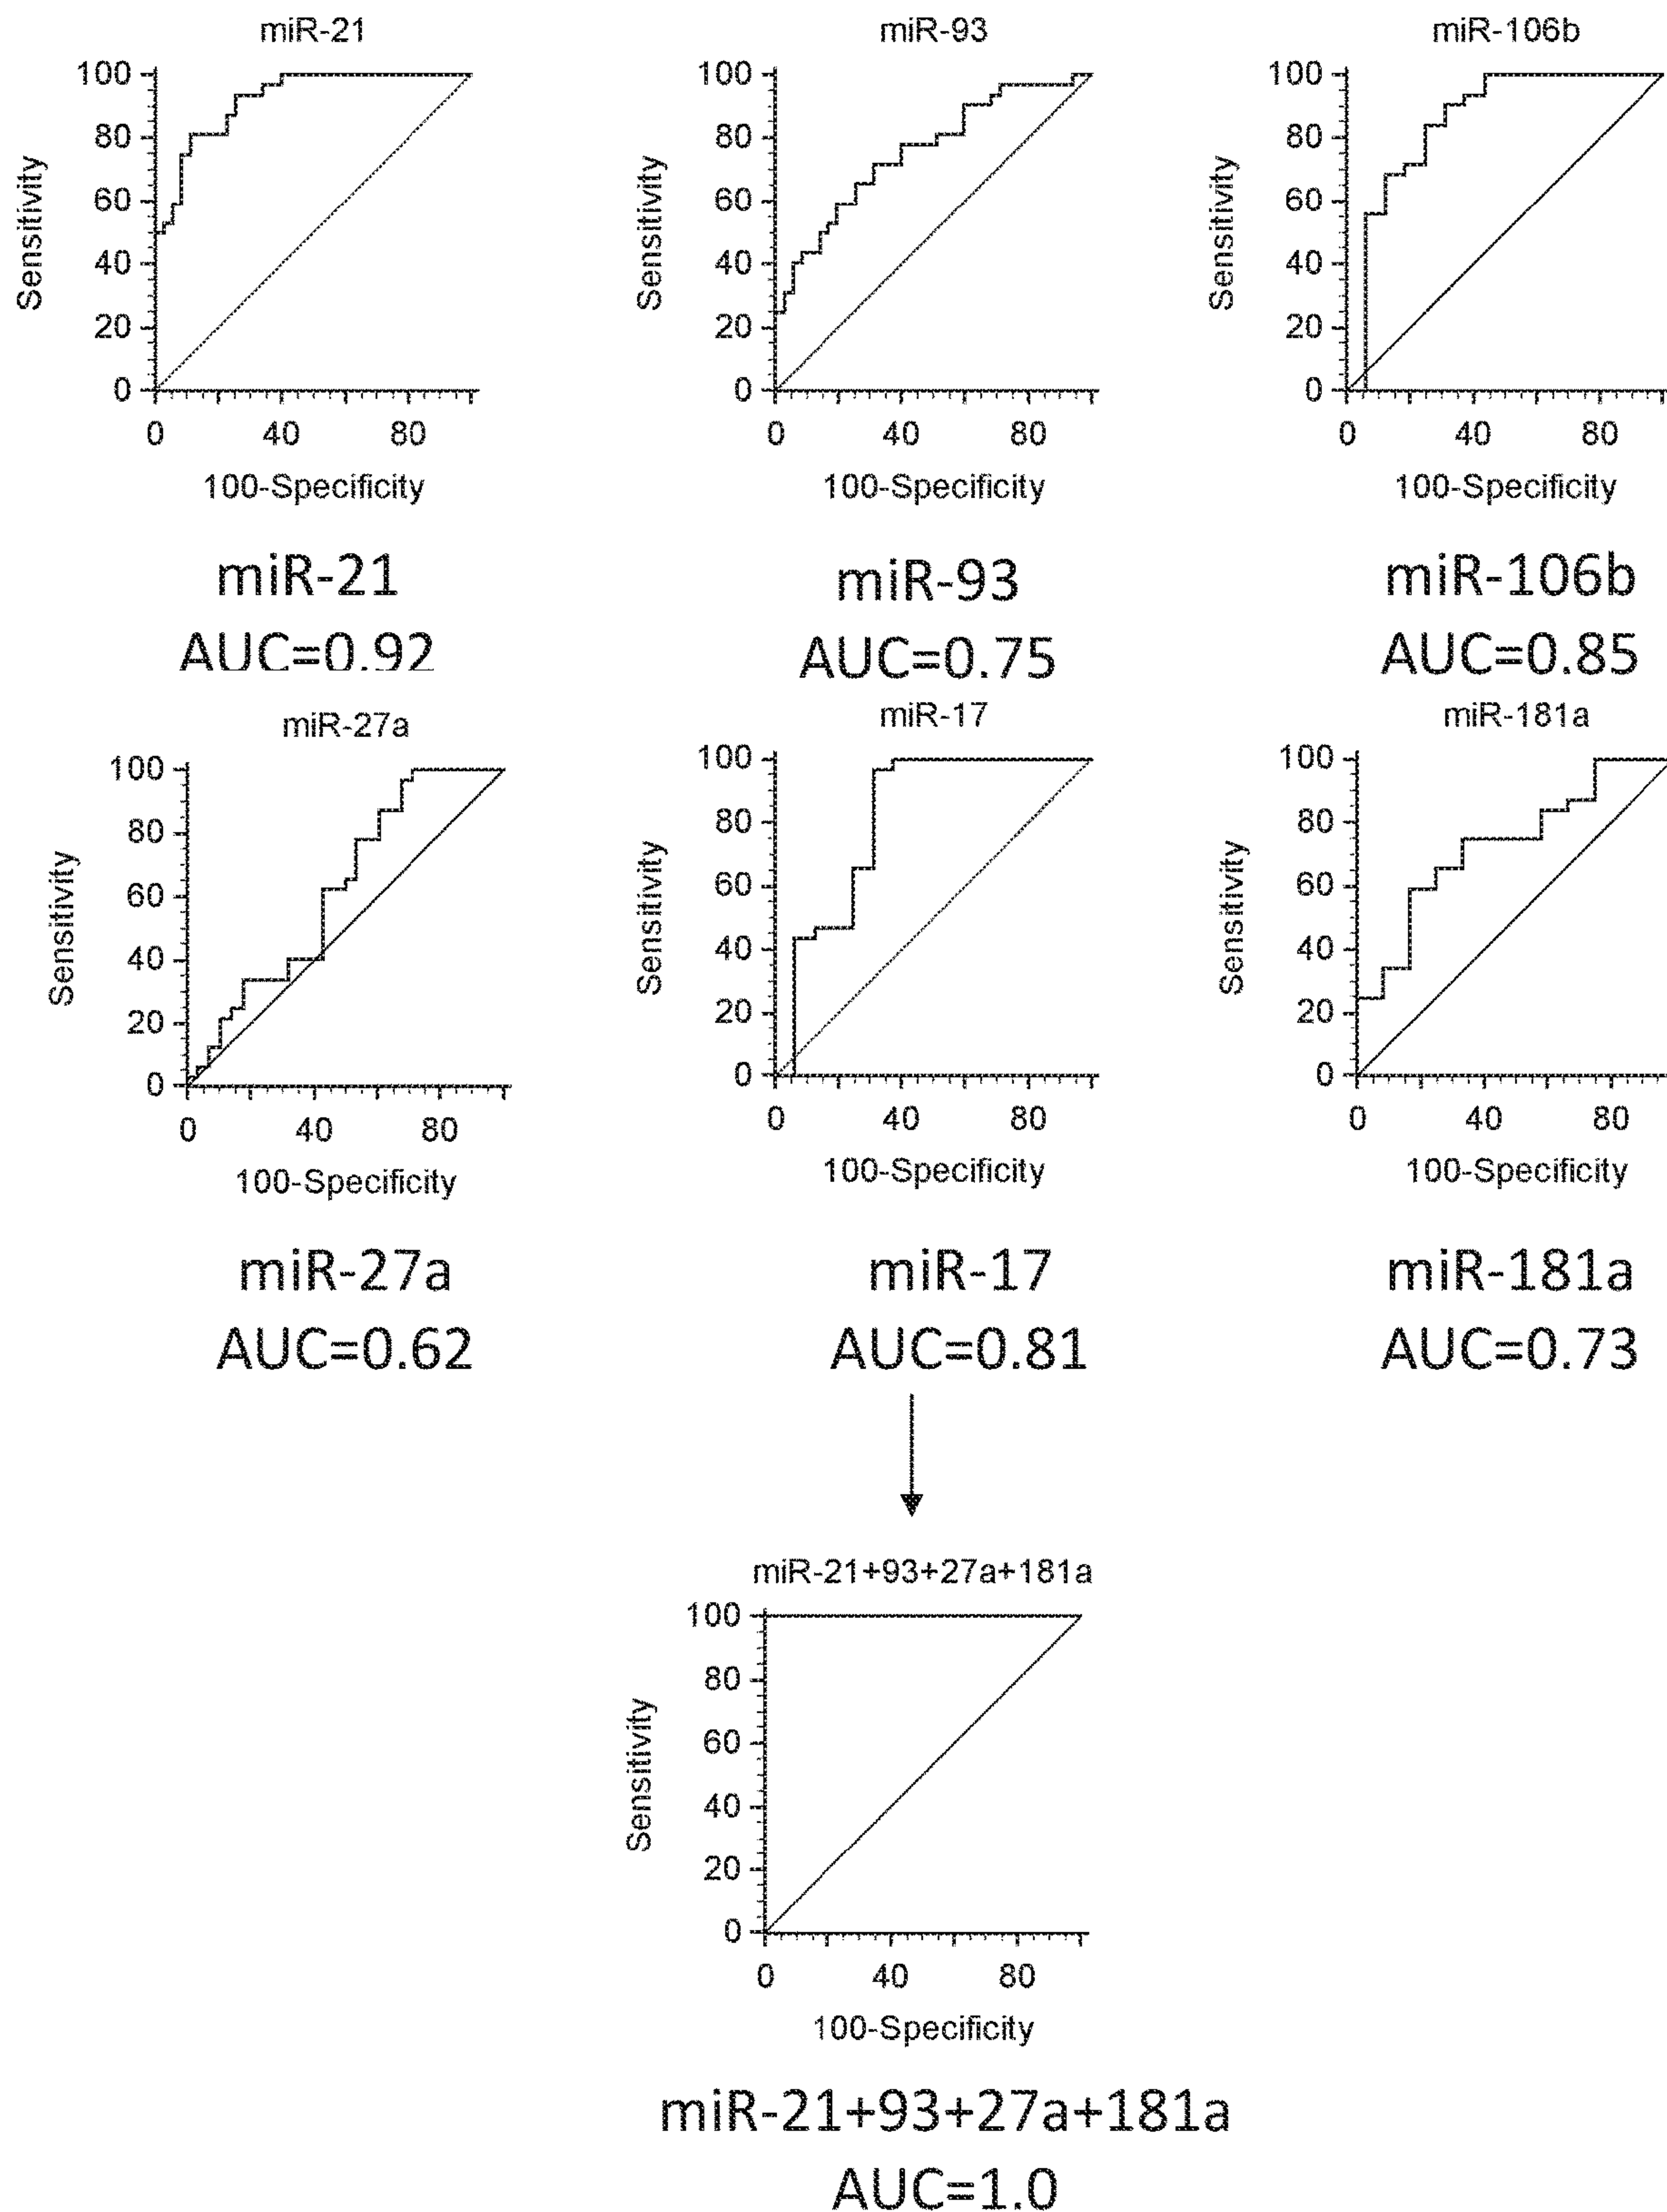 miR-21
100
80
60
40
20
0
Sensitivity
0 40 80
100-Specificity
miR-21
AUC=0.92
miR-93
100
80
60
40
20
0
Sensitivity
0 40 80
100-Specificity
miR-93
AUC=0.75
miR-106b
100
80
60
40
20
0
Sensitivity
0 40 80
100-Specificity
miR-106b
AUC=0.85
miR-27a
100
80
60
40
20
0
Sensitivity
0 40 80
100-Specificity
miR-27a
AUC=0.62
miR-17
100
80
60
40
20
0
Sensitivity
0 40 80
100-Specificity
miR-17
AUC=0.81
miR-181a
100
80
60
40
20
0
Sensitivity
0 40 80
100-Specificity
miR-181a
AUC=0.73
miR-21+93+27a+181a
100
80
60
40
20
0
Sensitivity
0 40 80
100-Specificity
miR-21+93+27a+181a
AUC=1.0